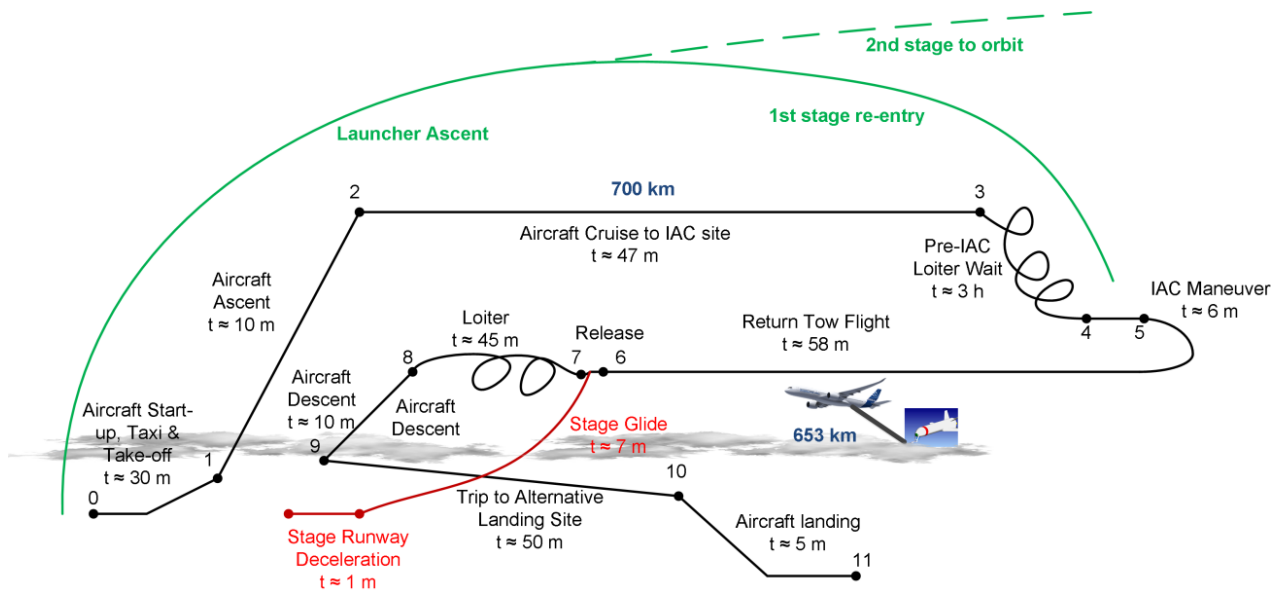 2nd stage to orbit
1st stage re-entry
Launcher Ascent
2
700 km
3
Aircraft Cruise to IAC site
t ≈ 47 m
Pre-IAC
Loiter Wait
t ≈ 3 h
Aircraft
Ascent
t ≈ 10 m
IAC Maneuver
t ≈ 6 m
4
5
Loiter
t ≈ 45 m
Release
7
6
Return Tow Flight
t ≈ 58 m
8
Aircraft
Descent
t ≈ 10 m
Aircraft
Descent
Aircraft Start-
up, Taxi &
Take-off
t ≈ 30 m
Stage Glide
t ≈ 7 m
653 km
0
1
9
10
Trip to Alternative
Landing Site
t ≈ 50 m
Stage Runway
Deceleration
t ≈ 1 m
Aircraft landing
t ≈ 5 m
11